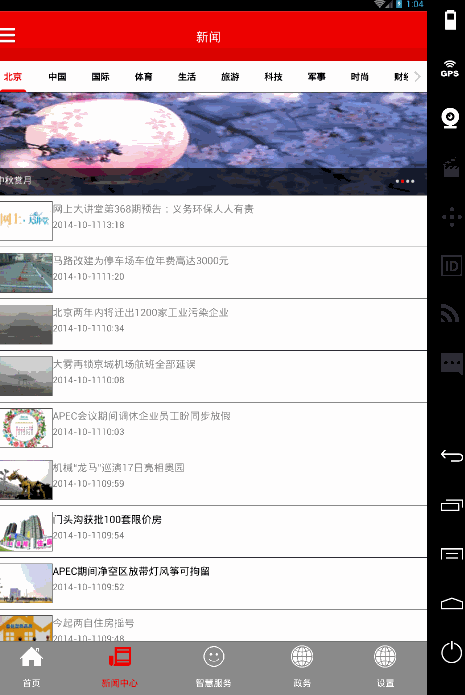 1:04
新闻
北京 中国 国际 体育 生活 旅游 科技 军事 时尚 财经
GPS
中秋赏月
网上大讲堂第368期预告：义务环保人人有责
2014-10-1113:18
马路改建为停车场车位年费高达3000元
2014-10-1111:20
北京两年内将迁出1200家工业污染企业
2014-10-1110:34
大雾再锁京城机场航班全部延误
2014-10-1110:08
APEC会议期间调休企业员工盼同步放假
2014-10-1110:03
机械“龙马”巡演17日亮相奥园
2014-10-1109:59
门头沟获批100套限价房
2014-10-1109:54
APEC期间净空区放带灯风筝可拘留
2014-10-1109:52
今起两自住房摇号
2014-10-1109:48
ID
首页 新闻中心 智慧服务 政务 设置